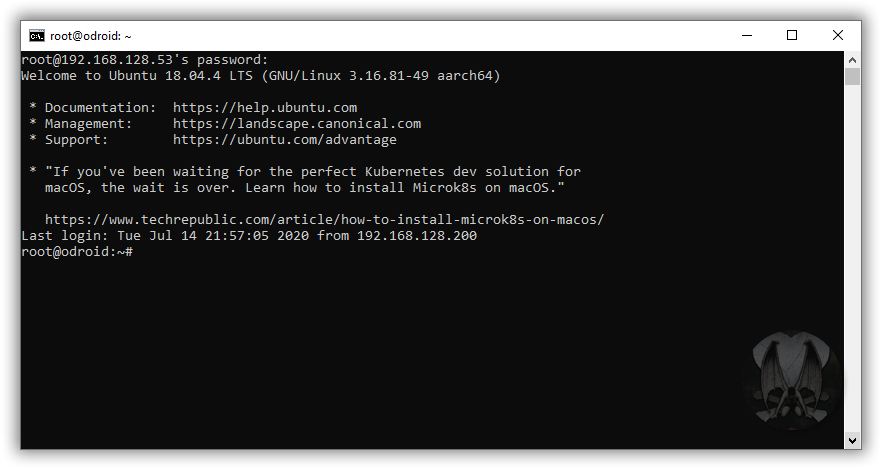 root@odroid: ~
root@192.168.128.53's password:
Welcome to Ubuntu 18.04.4 LTS (GNU/Linux 3.16.81-49 aarch64)
* Documentation:  https://help.ubuntu.com
* Management:     https://landscape.canonical.com
* Support:        https://ubuntu.com/advantage
* "If you've been waiting for the perfect Kubernetes dev solution for
macOS, the wait is over. Learn how to install Microk8s on macOS."
https://www.techrepublic.com/article/how-to-install-microk8s-on-macos/
Last login: Tue Jul 14 21:57:05 2020 from 192.168.128.200
root@odroid:~#